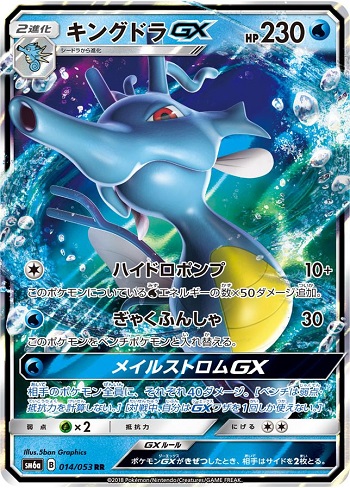 2進化 キングドラGX HP230
シードラから進化
ハイドロポンプ 10+
このポケモンについている エネルギーの数×50ダメージ追加。
ぎゃくふんしゃ 30
このポケモンをベンチポケモンと入れ替える。
メイルストロムGX
相手のポケモン全員に、それぞれ40ダメージ。[ベンチは弱点・
抵抗力を計算しない。] [対戦中、自分はGXワザを1回しか使えない。]
弱点 ×2 抵抗力 にげる
Illus.5ban Graphics
GXルール
SM6a B 014/053 RR
ポケモンGXがきぜつしたとき、相手はサイドを2枚とる。
©2018 Pokémon/Nintendo/Creatures/GAME FREAK.